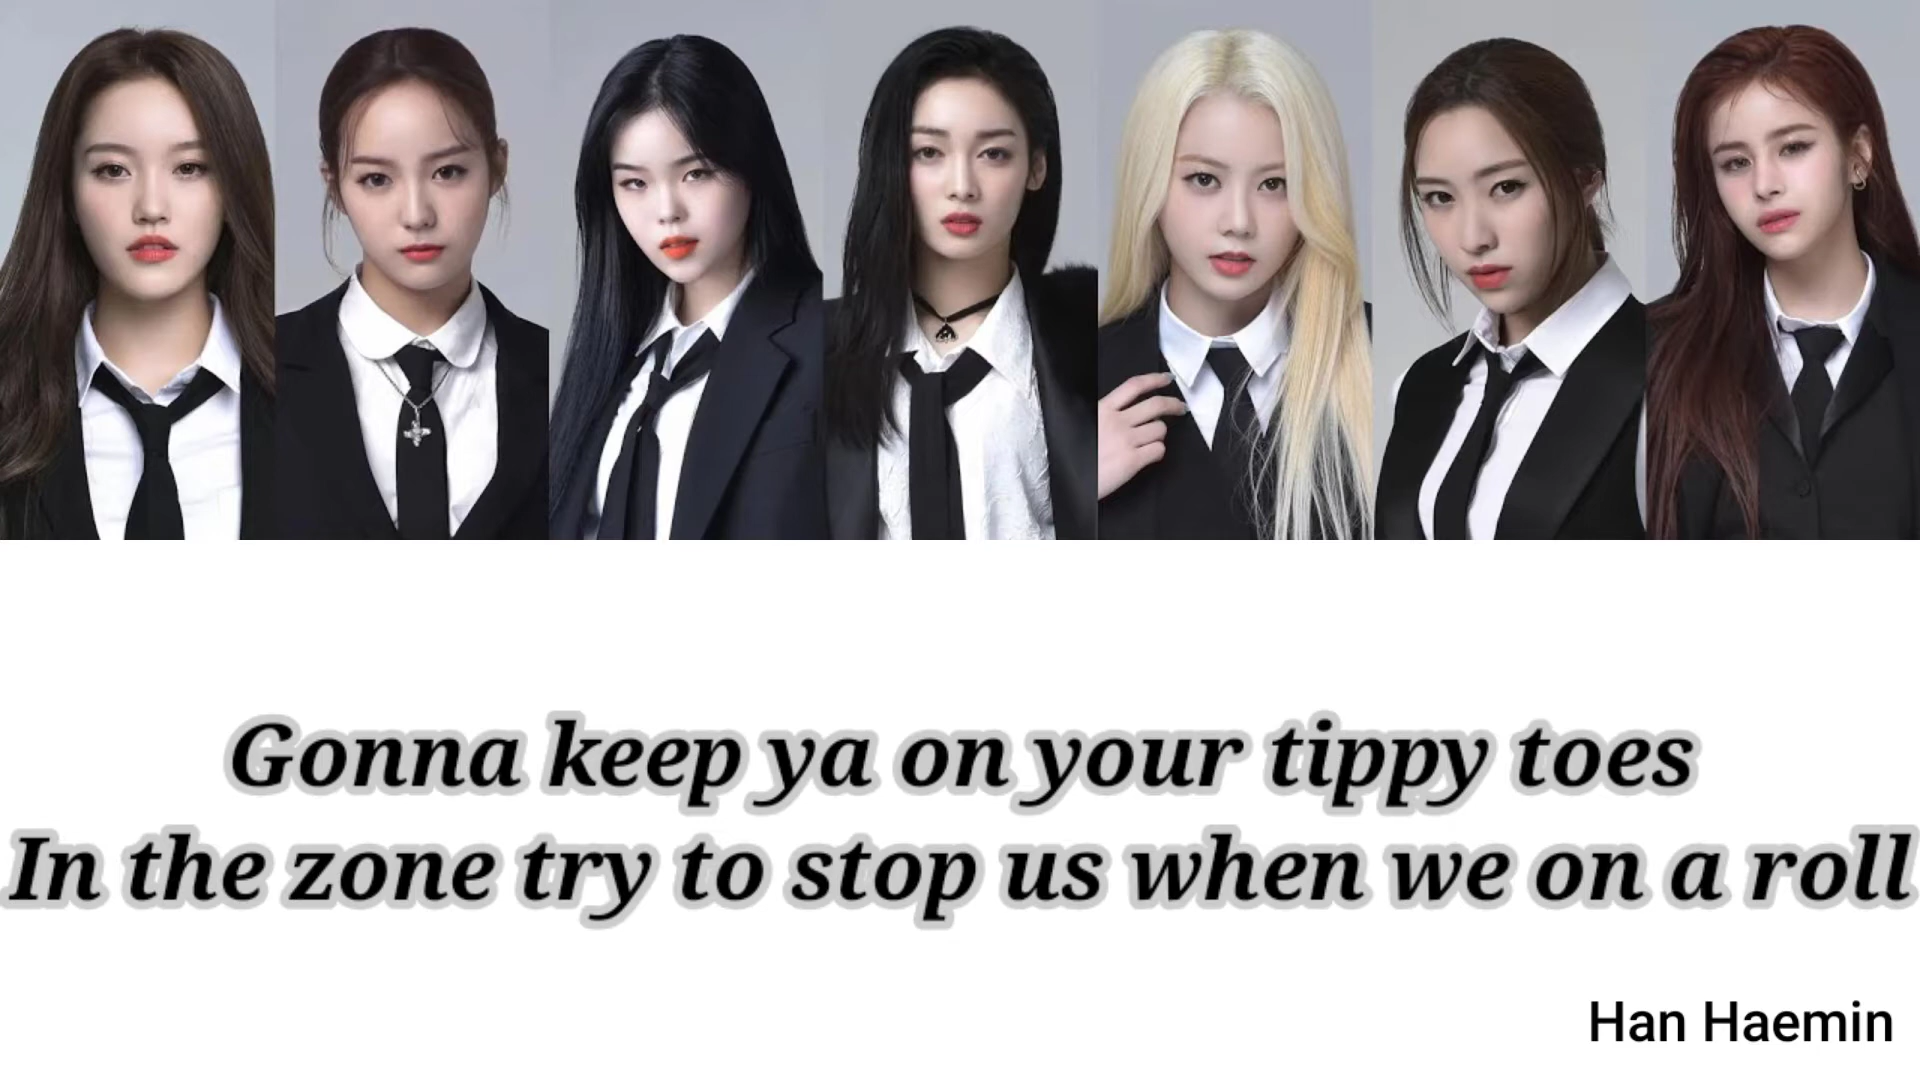 Gonna keep ya on your tippy toes
In the zone try to stop us when we on a roll
Han Haemin